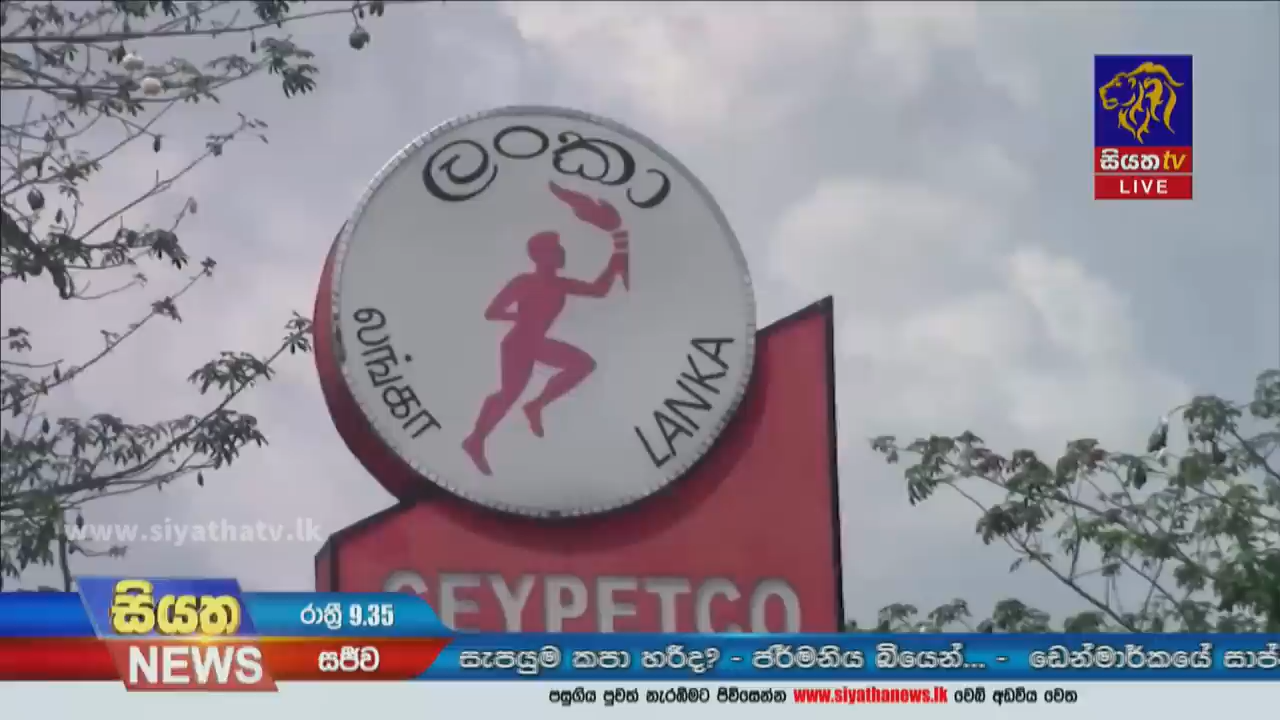 සියත tv
LIVE
ලංකා
லங்கா
LANKA
CEYPETCO
www.siyathatv.lk
සියත
NEWS
රාත්‍රී 9.35
සජීව
සැපයුම කපා හරීද? - ජර්මනිය බියෙන්... - ඩෙන්මාර්කයේ සාප්
පසුගිය පුවත් නැරඹීමට පිවිසෙන්න www.siyathanews.lk වෙබ් අඩවිය වෙත